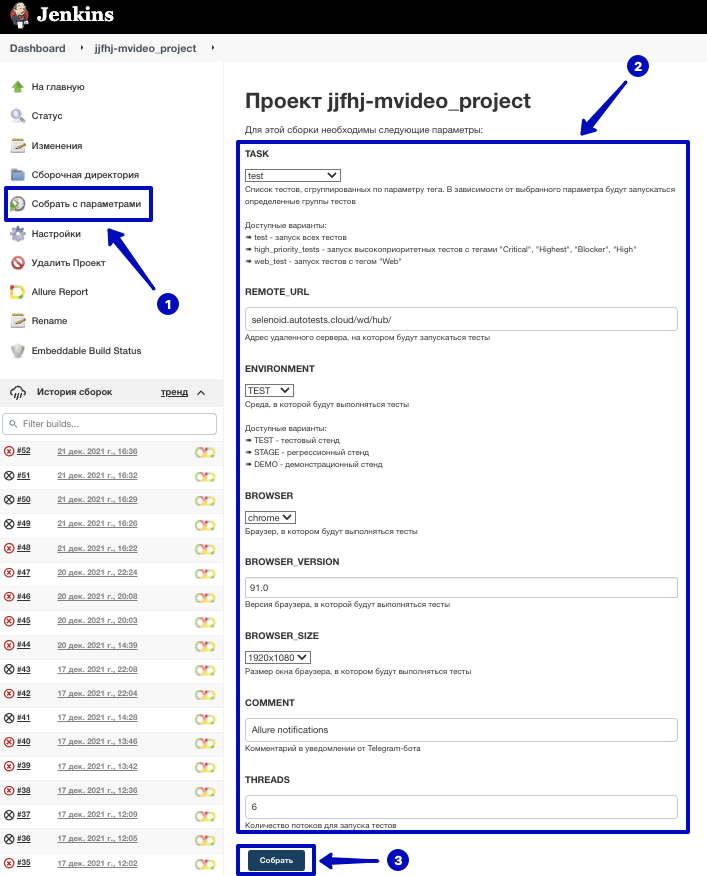 Jenkins
Dashboard
jjfhj-mvideo_project
На главную
Статус
Изменения
Сборочная директория
Собрать с параметрами
Настройки
Удалить Проект
Allure Report
Rename
Embeddable Build Status
1
История сборок тренд
Filter builds...
#52 21 дек. 2021 г., 16:36
#51 21 дек. 2021 г., 16:32
#50 21 дек. 2021 г., 16:29
#49 21 дек. 2021 г., 16:26
#48 21 дек. 2021 г., 16:22
#47 20 дек. 2021 г., 22:24
#46 20 дек. 2021 г., 20:08
#45 20 дек. 2021 г., 20:03
#44 20 дек. 2021 г., 14:39
#43 17 дек. 2021 г., 22:08
#42 17 дек. 2021 г., 22:04
#41 17 дек. 2021 г., 14:28
#40 17 дек. 2021 г., 13:46
#39 17 дек. 2021 г., 13:42
#38 17 дек. 2021 г., 12:36
#37 17 дек. 2021 г., 12:09
#36 17 дек. 2021 г., 12:05
#35 17 дек. 2021 г., 12:02
2
Проект jjfhj-mvideo_project
Для этой сборки необходимы следующие параметры:
TASK
test
Список тестов, сгруппированных по параметру тега. В зависимости от выбранного параметра будут запускаться
определенные группы тестов
Доступные варианты:
➠ test - запуск всех тестов
➠ high_priority_tests - запуск высокоприоритетных тестов с тегами "Critical", "Highest", "Blocker", "High"
➠ web_test - запуск тестов с тегом "Web"
REMOTE_URL
selenoid.autotests.cloud/wd/hub/
Адрес удаленного сервера, на котором будут запускаться тесты
ENVIRONMENT
TEST
Среда, в которой будут выполняться тесты
Доступные варианты:
➠ TEST - тестовый стенд
➠ STAGE - регрессионный стенд
➠ DEMO - демонстрационный стенд
BROWSER
chrome
Браузер, в котором будут выполняться тесты
BROWSER_VERSION
91.0
Версия браузера, в которой будут выполняться тесты
BROWSER_SIZE
1920x1080
Размер окна браузера, в котором будут выполняться тесты
COMMENT
Allure notifications
Комментарий в уведомлении от Telegram-бота
THREADS
6
Количество потоков для запуска тестов
Собрать
3